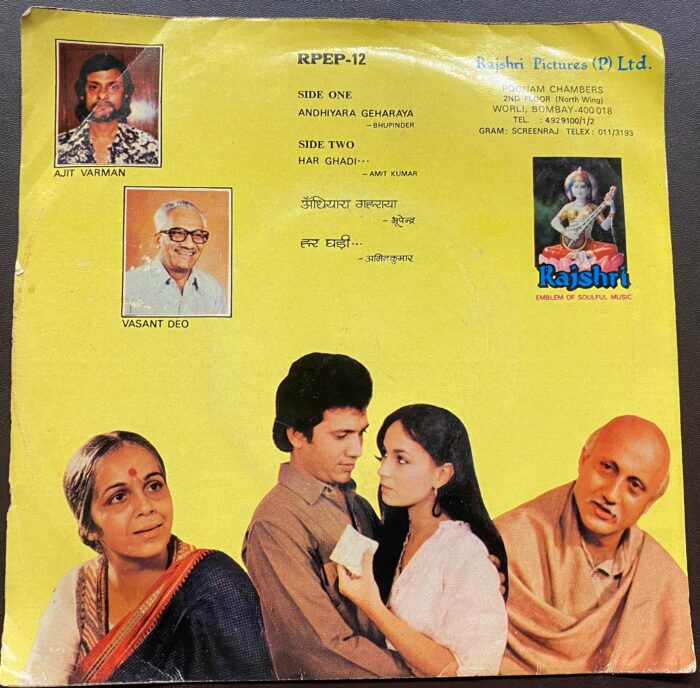 RPEP-12
SIDE ONE
ANDHIYARA GEHARAYA
—BHUPINDER
SIDE TWO
HAR GHADI...
—AMIT KUMAR
अँधियारा गहराया
—भूपेन्द्र
हर घड़ी...
—अमितकुमार
Rajshri Pictures (P) Ltd.
POONAM CHAMBERS
2ND FLOOR (North Wing)
WORLI, BOMBAY-400 018
TEL. : 4929100/1/2
GRAM: SCREENRAJ TELEX: 011/3193
Rajshri
EMBLEM OF SOULFUL MUSIC
AJIT VARMAN
VASANT DEO